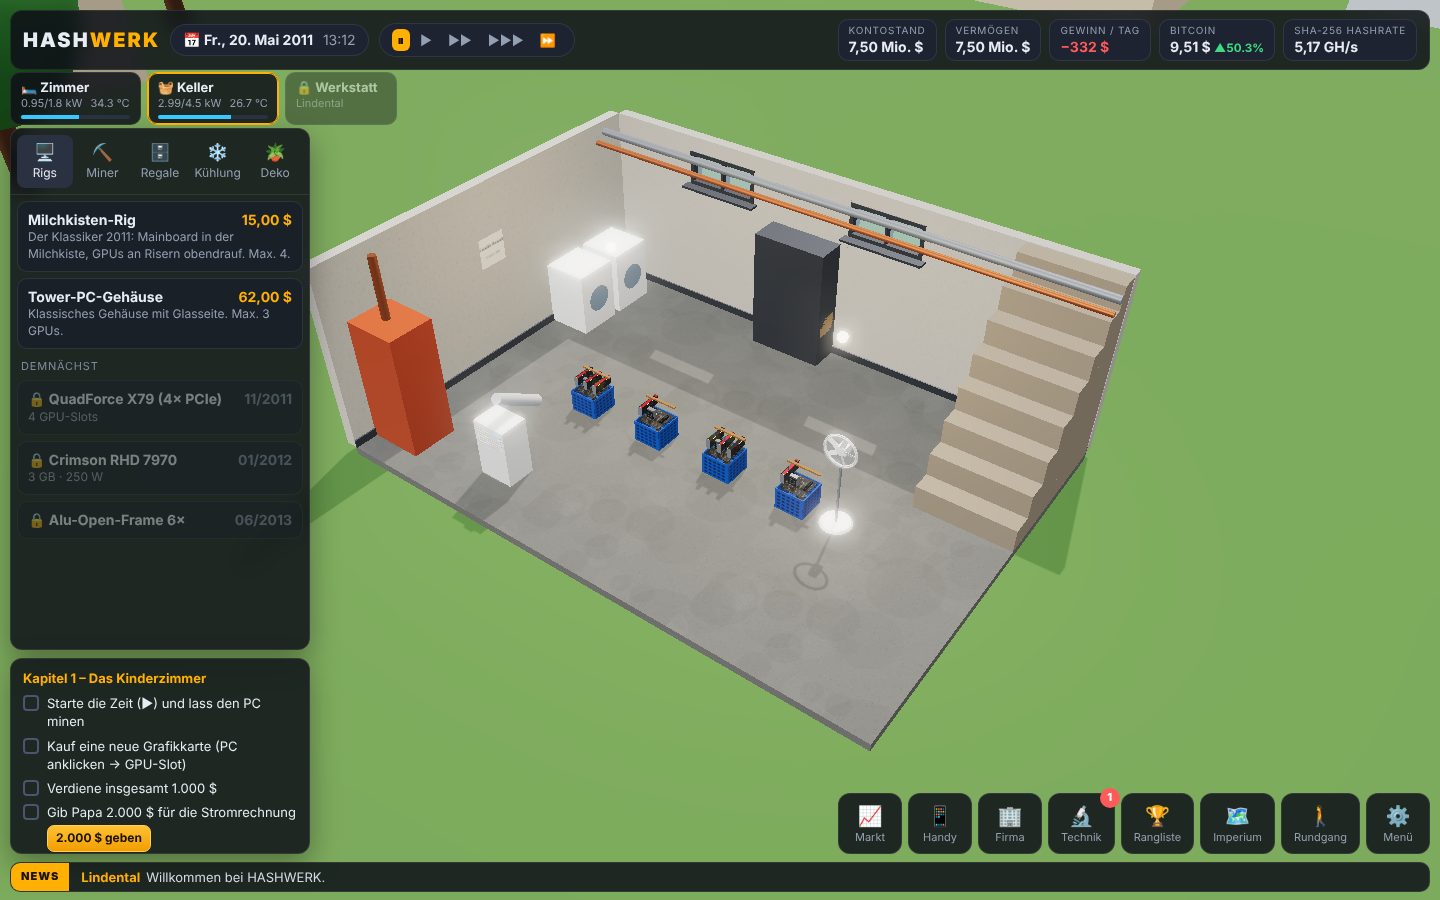 HASHWERK
Fr., 20. Mai 2011 13:12
KONTOSTAND
7,50 Mio. $
VERMÖGEN
7,50 Mio. $
GEWINN / TAG
−332 $
BITCOIN
9,51 $ ▲50.3%
SHA-256 HASHRATE
5,17 GH/s
Zimmer
0.95/1.8 kW 34.3 °C
Keller
2.99/4.5 kW 26.7 °C
Werkstatt
Lindental
Rigs
Miner
Regale
Kühlung
Deko
Milchkisten-Rig 15,00 $
Der Klassiker 2011: Mainboard in der
Milchkiste, GPUs an Risern obendrauf. Max. 4.
Tower-PC-Gehäuse 62,00 $
Klassisches Gehäuse mit Glasseite. Max. 3
GPUs.
DEMNÄCHST
QuadForce X79 (4× PCIe) 11/2011
4 GPU-Slots
Crimson RHD 7970 01/2012
3 GB · 250 W
Alu-Open-Frame 6× 06/2013
Kapitel 1 – Das Kinderzimmer
Starte die Zeit (▶) und lass den PC
minen
Kauf eine neue Grafikkarte (PC
anklicken → GPU-Slot)
Verdiene insgesamt 1.000 $
Gib Papa 2.000 $ für die Stromrechnung
2.000 $ geben
Markt
Handy
Firma
1
Technik
Rangliste
Imperium
Rundgang
Menü
NEWS Lindental Willkommen bei HASHWERK.